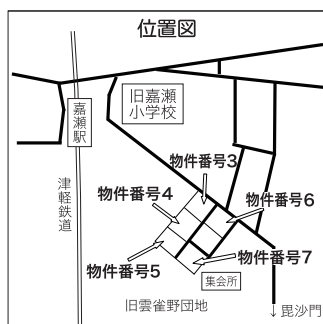 位置図
旧嘉瀬
小学校
嘉瀬駅
物件番号3
物件番号4
物件番号6
津軽鉄道
物件番号7
物件番号5
集会所
旧雲雀野団地
↓毘沙門